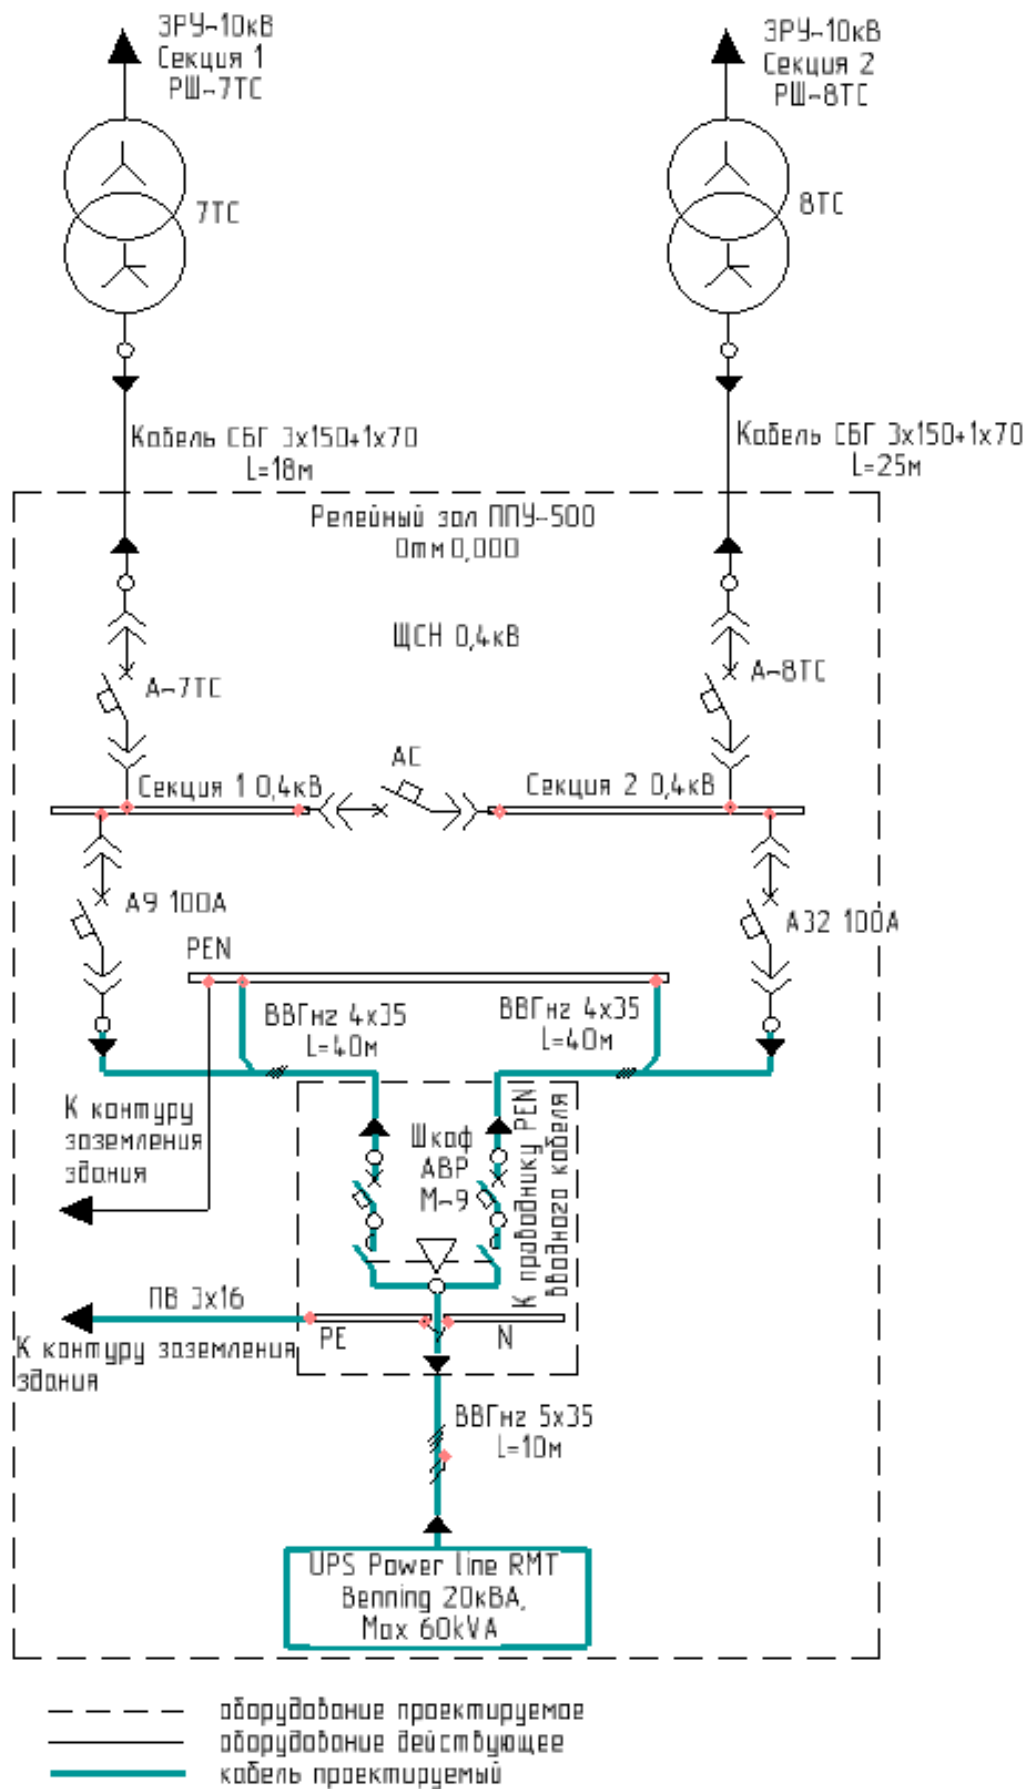 ЗРУ-10кВ
Секция 1
РШ-7ТС
ЗРУ-10кВ
Секция 2
РШ-8ТС
7ТС
8ТС
Кабель СБГ 3х150+1х70
L=18м
Кабель СБГ 3х150+1х70
L=25м
Релейный зал ППУ-500
Отм 0,000
ЩСН 0,4кВ
А-7ТС
А-8ТС
АС
Секция 1 0,4кВ
Секция 2 0,4кВ
А9 100А
А32 100А
PEN
ВВГнг 4х35
L=40м
ВВГнг 4х35
L=40м
К контуру
заземления
здания
Шкаф
АВР
М-9
К проводнику PEN
вводного кабеля
ПВ 3х16
PE
N
К контуру заземления
здания
ВВГнг 5х35
L=10м
UPS Power line RMT
Benning 20кВА,
Max 60kVA
оборудование проектируемое
оборудование действующее
кабель проектируемый